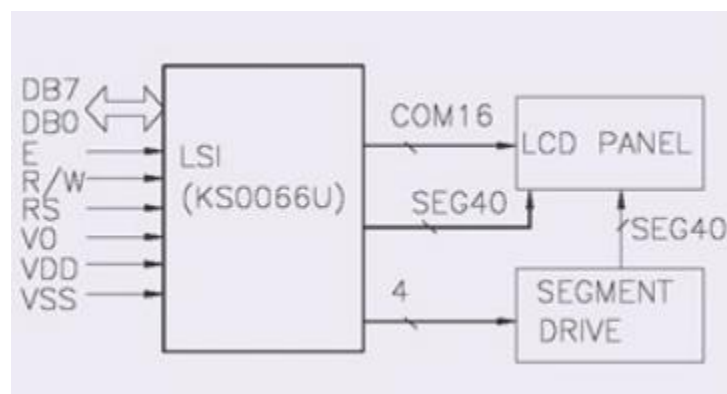 DB7
DB0
E
R/W
RS
V0
VDD
VSS
LSI
(KS0066U)
COM16
SEG40
4
LCD PANEL
SEG40
SEGMENT
DRIVE